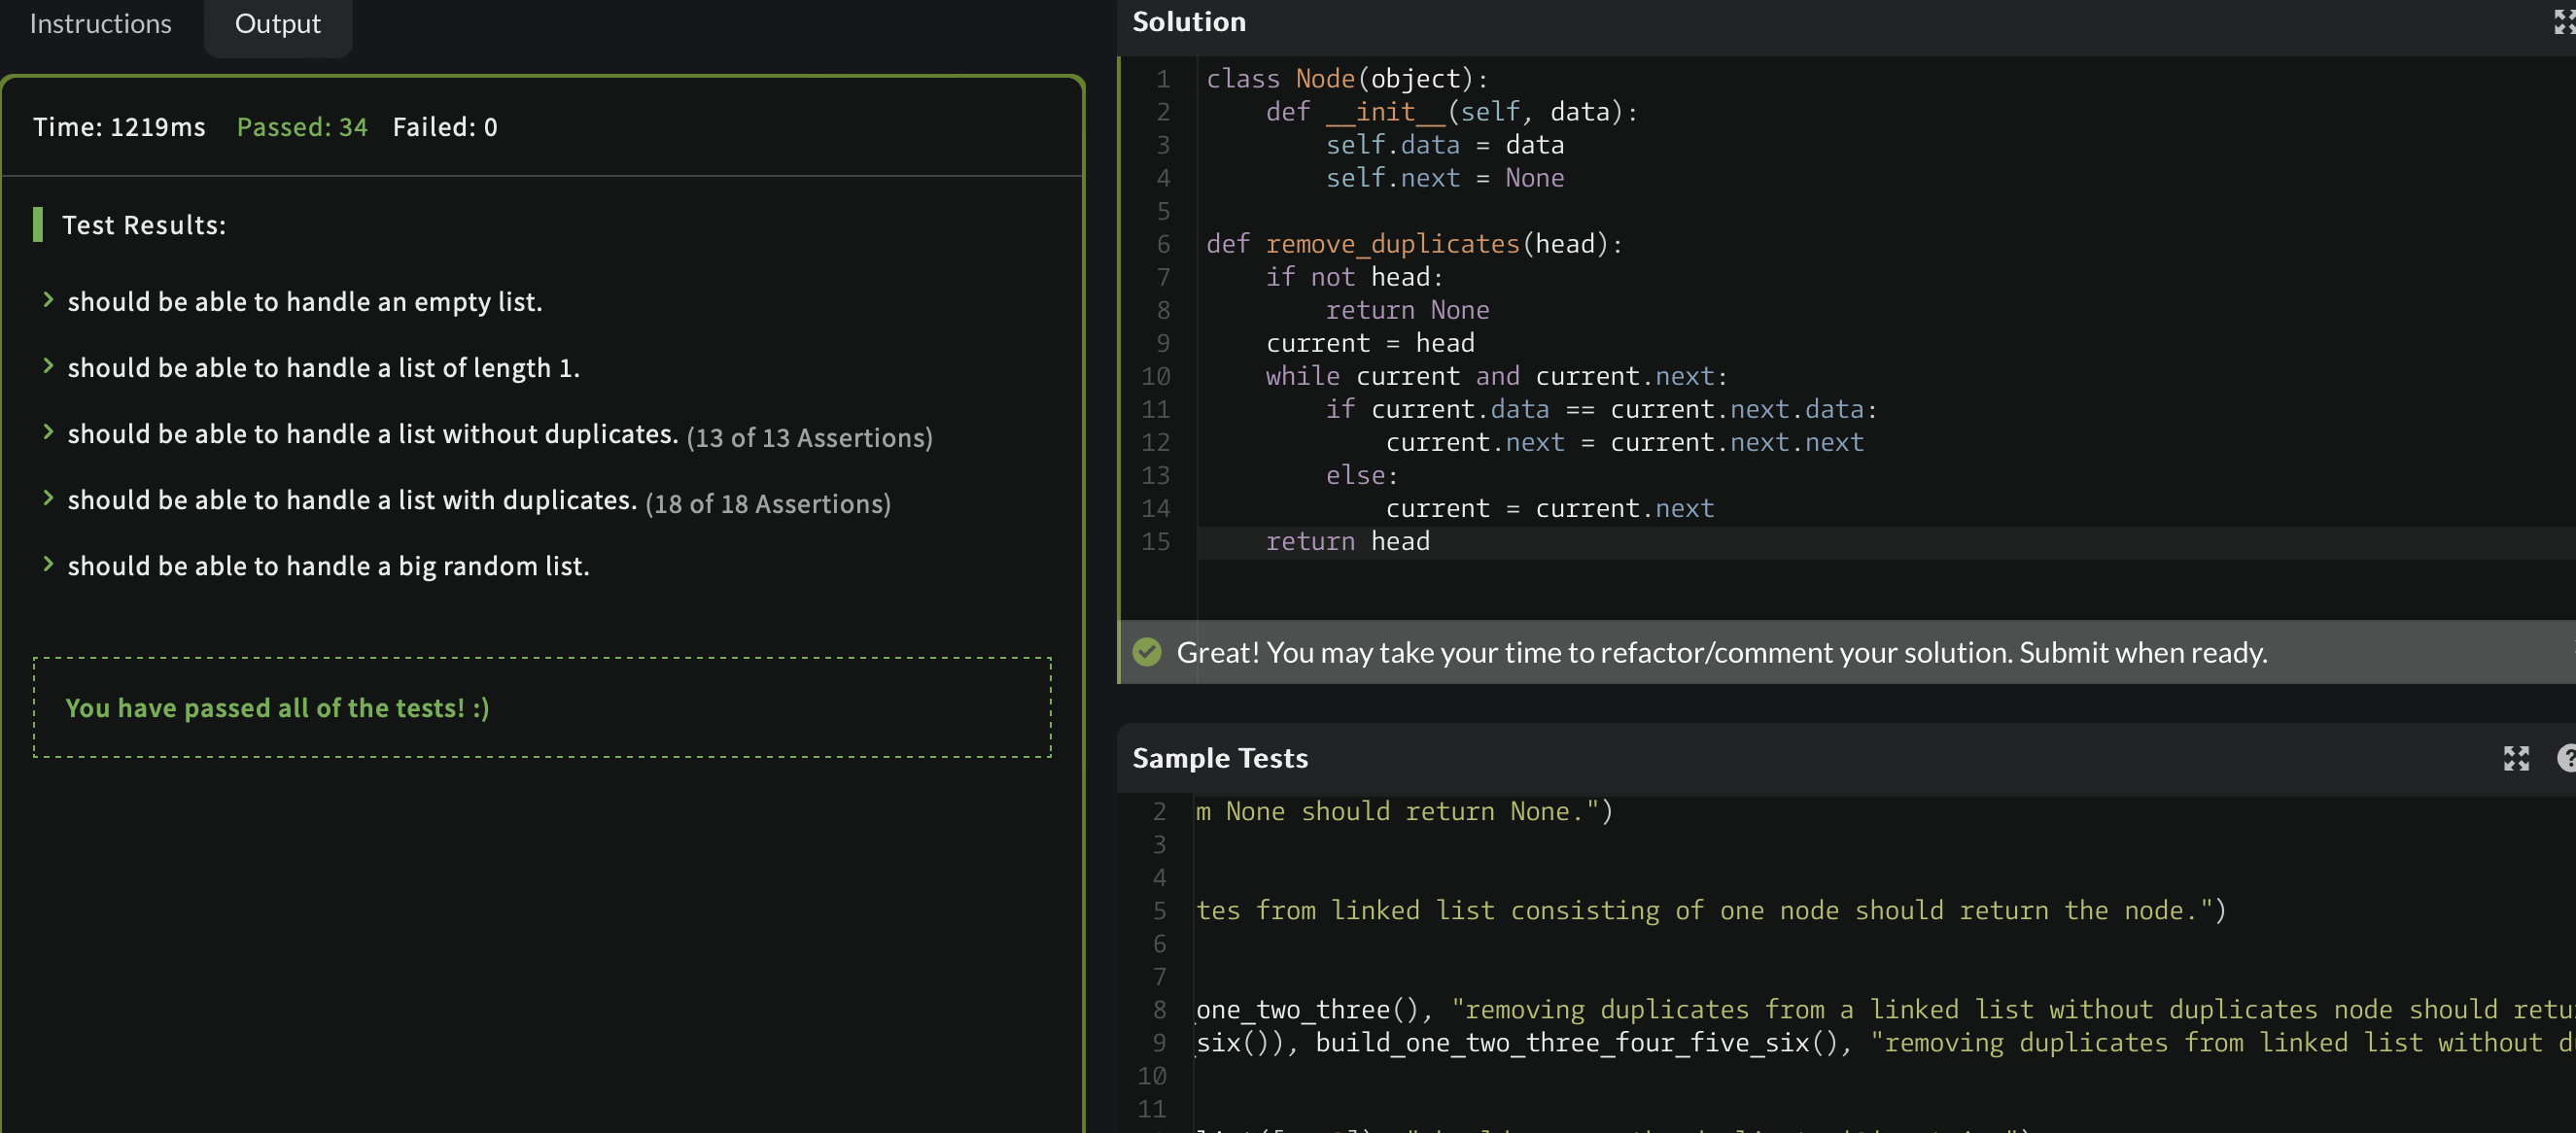 Instructions
Output
Time: 1219ms Passed: 34 Failed: 0
Test Results:
should be able to handle an empty list.
should be able to handle a list of length 1.
should be able to handle a list without duplicates. (13 of 13 Assertions)
should be able to handle a list with duplicates. (18 of 18 Assertions)
should be able to handle a big random list.
You have passed all of the tests! :)
Solution
1 class Node(object):
2     def __init__(self, data):
3         self.data = data
4         self.next = None
5
6 def remove_duplicates(head):
7     if not head:
8         return None
9     current = head
10     while current and current.next:
11         if current.data == current.next.data:
12             current.next = current.next.next
13         else:
14             current = current.next
15     return head
Great! You may take your time to refactor/comment your solution. Submit when ready.
Sample Tests
2 m None should return None.")
3
4
5 tes from linked list consisting of one node should return the node.")
6
7
8 one_two_three(), "removing duplicates from a linked list without duplicates node should retu
9 six()), build_one_two_three_four_five_six(), "removing duplicates from linked list without d
10
11